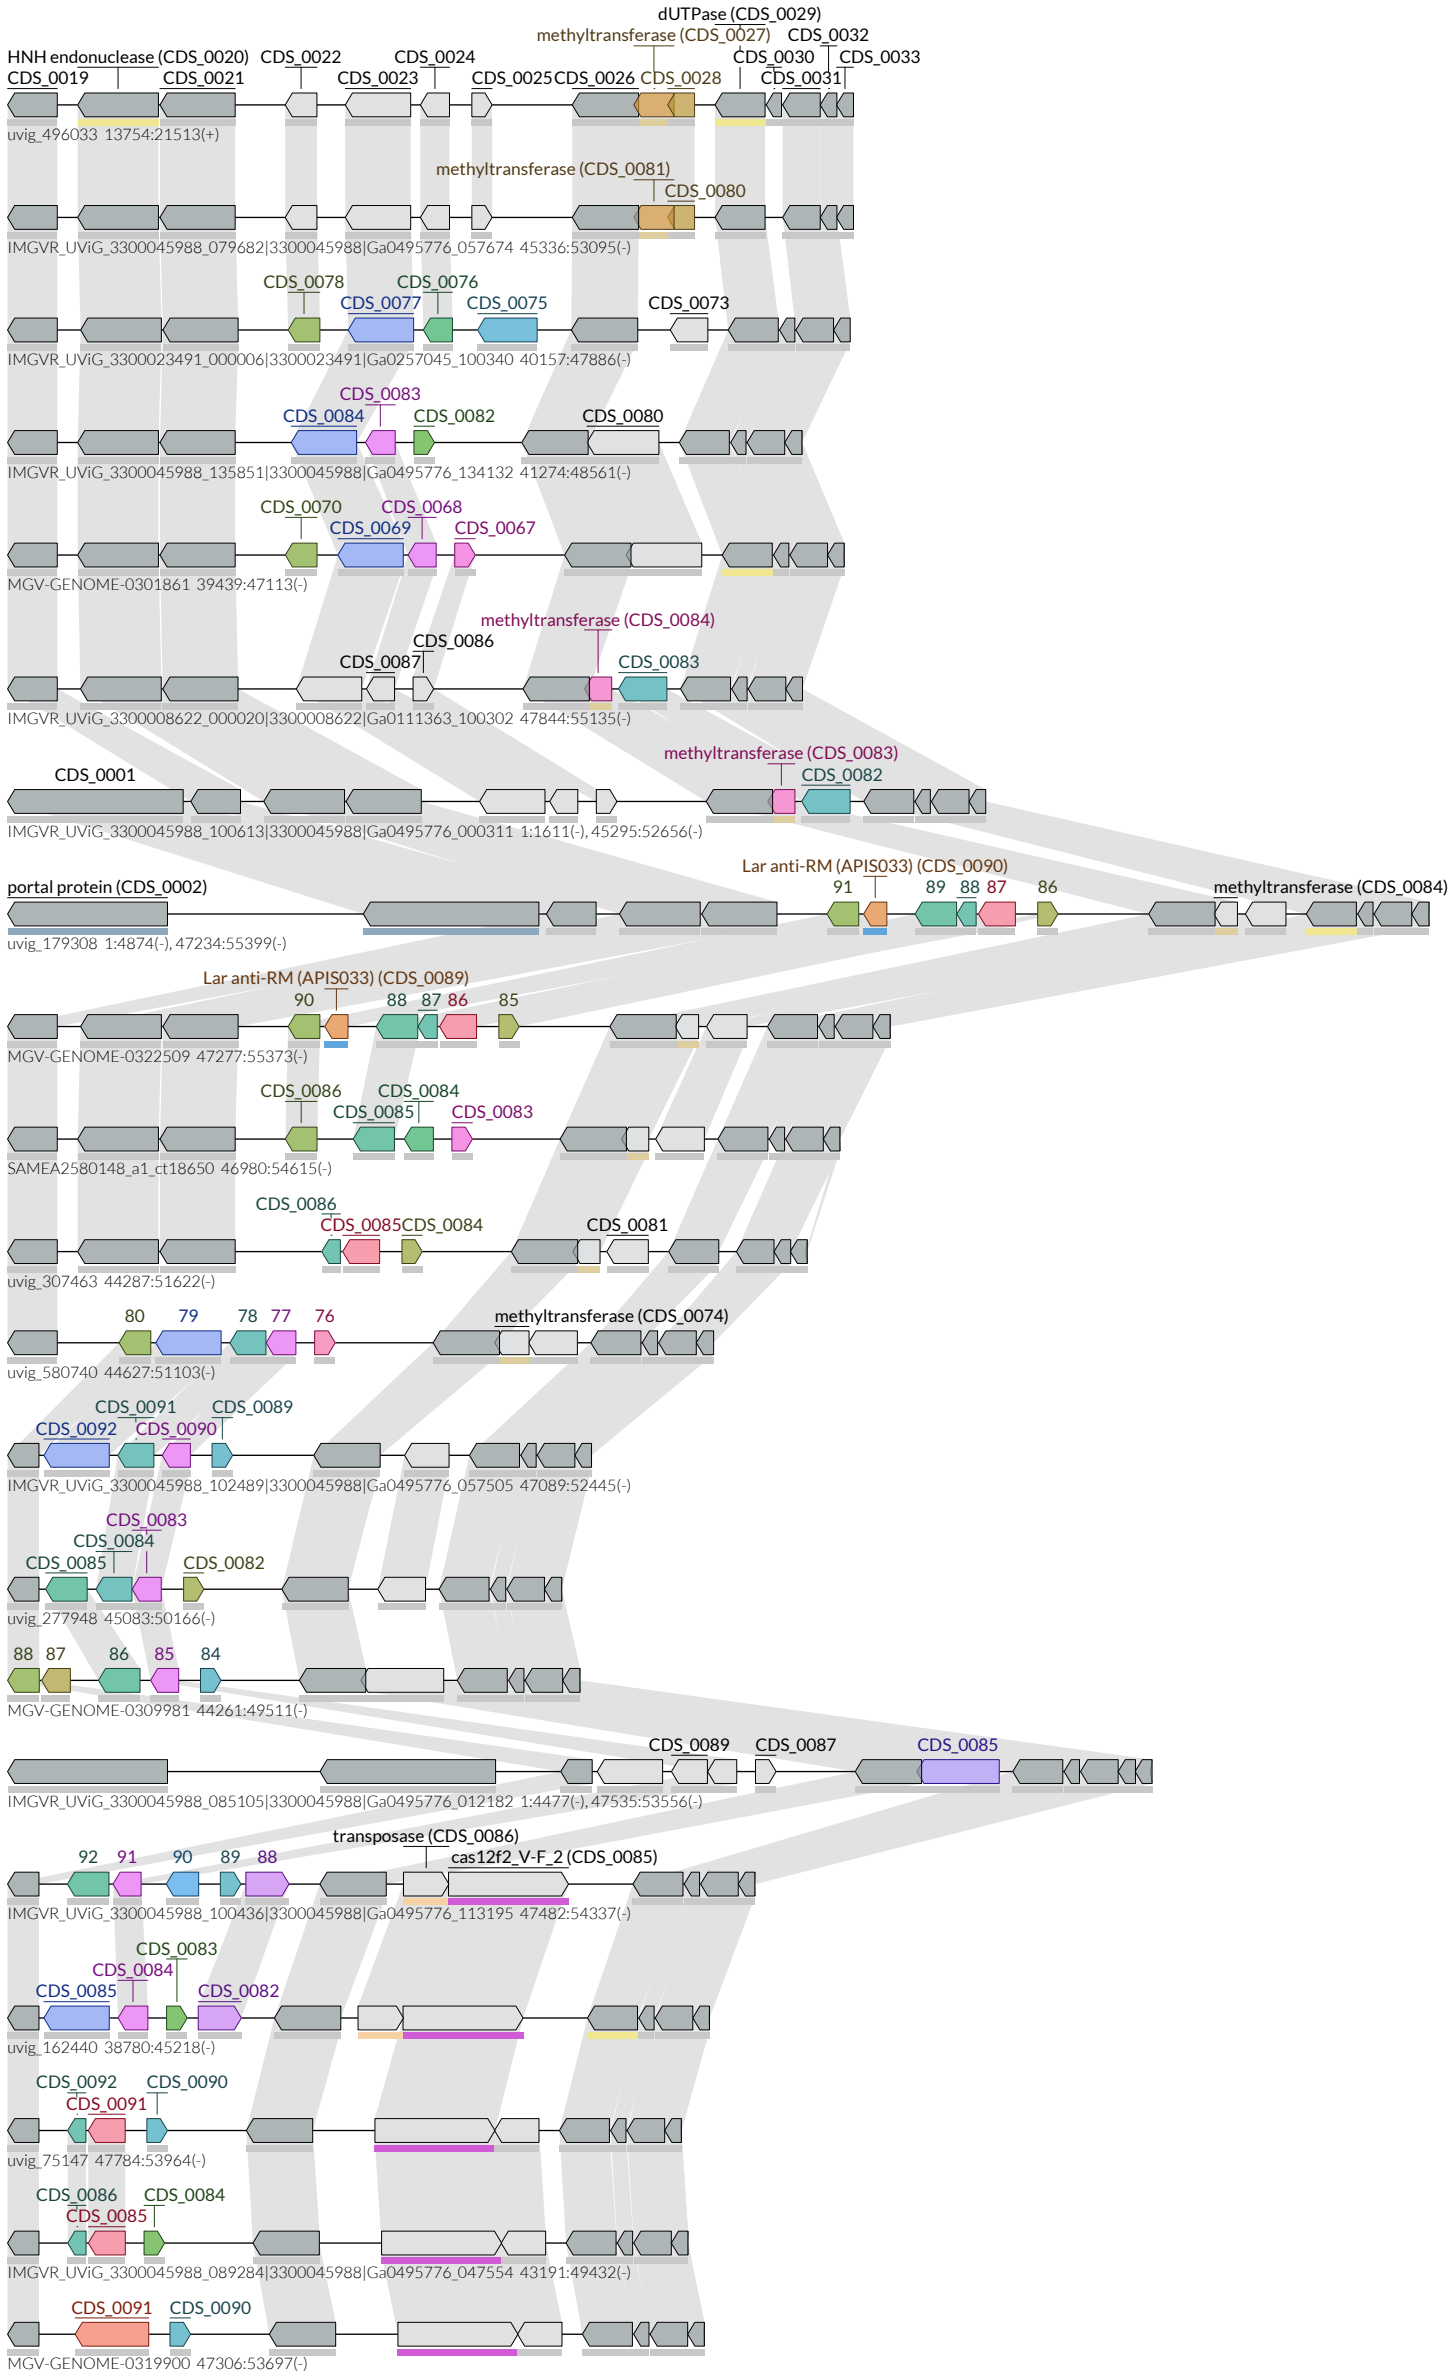 dUTPase (CDS_0029)
methyltransferase (CDS_0027) CDS_0032
HNH endonuclease (CDS_0020) CDS_0022 CDS_0024 CDS_0030 CDS_0033
CDS_0019 CDS_0021 CDS_0023 CDS_0025 CDS_0026 CDS_0028 CDS_0031
uvig_496033 13754:21513(+)
methyltransferase (CDS_0081)
CDS_0080
IMGVR_UViG_3300045988_079682|3300045988|Ga0495776_057674 45336:53095(-)
CDS_0078 CDS_0076
CDS_0077 CDS_0075 CDS_0073
IMGVR_UViG_3300023491_000006|3300023491|Ga0257045_100340 40157:47886(-)
CDS_0083
CDS_0084 CDS_0082 CDS_0080
IMGVR_UViG_3300045988_135851|3300045988|Ga0495776_134132 41274:48561(-)
CDS_0070 CDS_0068
CDS_0069 CDS_0067
MGV-GENOME-0301861 39439:47113(-)
methyltransferase (CDS_0084)
CDS_0086
CDS_0087 CDS_0083
IMGVR_UViG_3300008622_000020|3300008622|Ga0111363_100302 47844:55135(-)
methyltransferase (CDS_0083)
CDS_0001 CDS_0082
IMGVR_UViG_3300045988_100613|3300045988|Ga0495776_000311 1:1611(-), 45295:52656(-)
Lar anti-RM (APIS033) (CDS_0090)
portal protein (CDS_0002) 91 89 88 87 86 methyltransferase (CDS_0084)
uvig_179308 1:4874(-), 47234:55399(-)
Lar anti-RM (APIS033) (CDS_0089)
90 88 87 86 85
MGV-GENOME-0322509 47277:55373(-)
CDS_0086 CDS_0084
CDS_0085 CDS_0083
SAMEA2580148_a1_ct18650 46980:54615(-)
CDS_0086
CDS_0085 CDS_0084 CDS_0081
uvig_307463 44287:51622(-)
80 79 78 77 76 methyltransferase (CDS_0074)
uvig_580740 44627:51103(-)
CDS_0091 CDS_0089
CDS_0092 CDS_0090
IMGVR_UViG_3300045988_102489|3300045988|Ga0495776_057505 47089:52445(-)
CDS_0083
CDS_0084
CDS_0085 CDS_0082
uvig_277948 45083:50166(-)
88 87 86 85 84
MGV-GENOME-0309981 44261:49511(-)
CDS_0089 CDS_0087 CDS_0085
IMGVR_UViG_3300045988_085105|3300045988|Ga0495776_012182 1:4477(-), 47535:53556(-)
transposase (CDS_0086)
92 91 90 89 88 cas12f2_V-F_2 (CDS_0085)
IMGVR_UViG_3300045988_100436|3300045988|Ga0495776_113195 47482:54337(-)
CDS_0083
CDS_0084
CDS_0085 CDS_0082
uvig_162440 38780:45218(-)
CDS_0092 CDS_0090
CDS_0091
uvig_75147 47784:53964(-)
CDS_0086 CDS_0084
CDS_0085
IMGVR_UViG_3300045988_089284|3300045988|Ga0495776_047554 43191:49432(-)
CDS_0091 CDS_0090
MGV-GENOME-0319900 47306:53697(-)